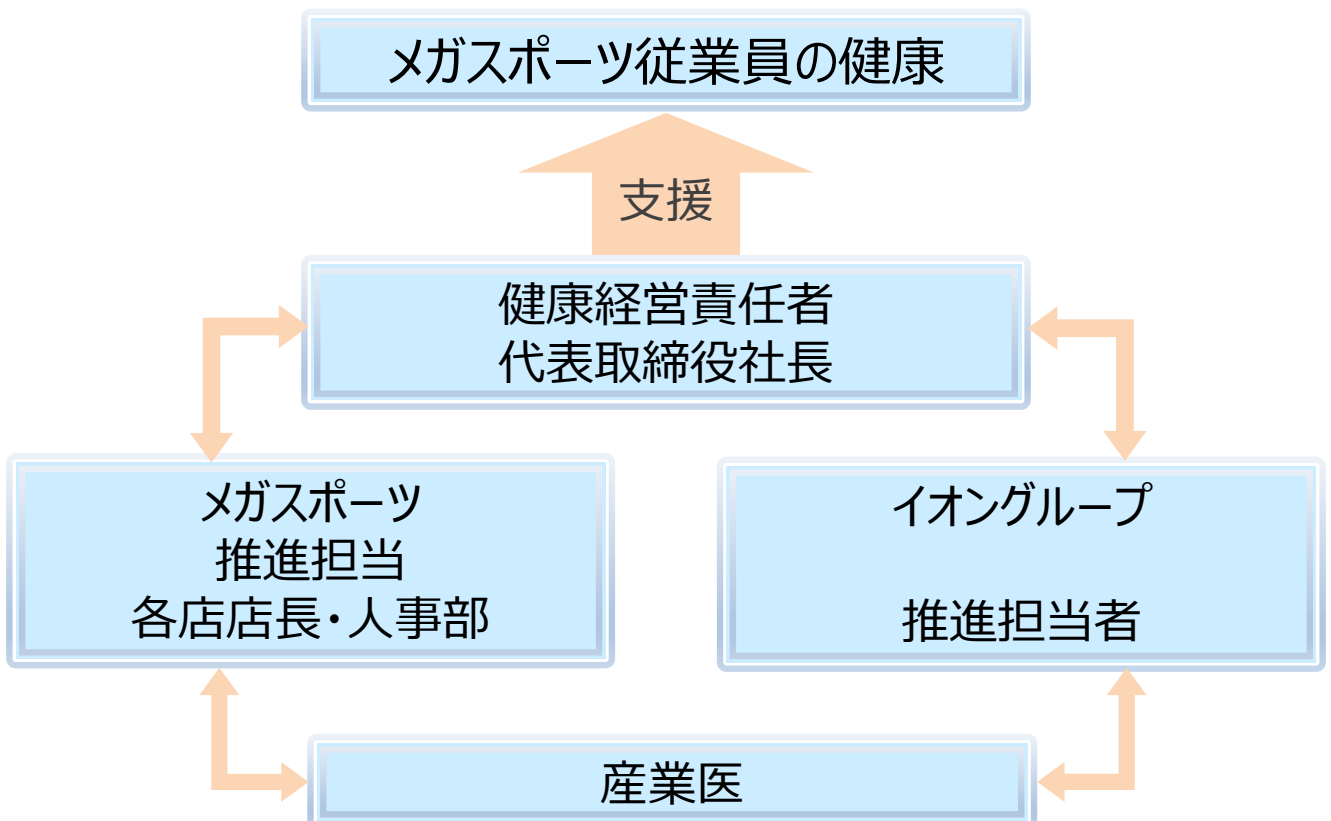 メガスポーツ従業員の健康
支援
健康経営責任者
代表取締役社長
メガスポーツ
推進担当
各店店長・人事部
イオングループ
推進担当者
産業医